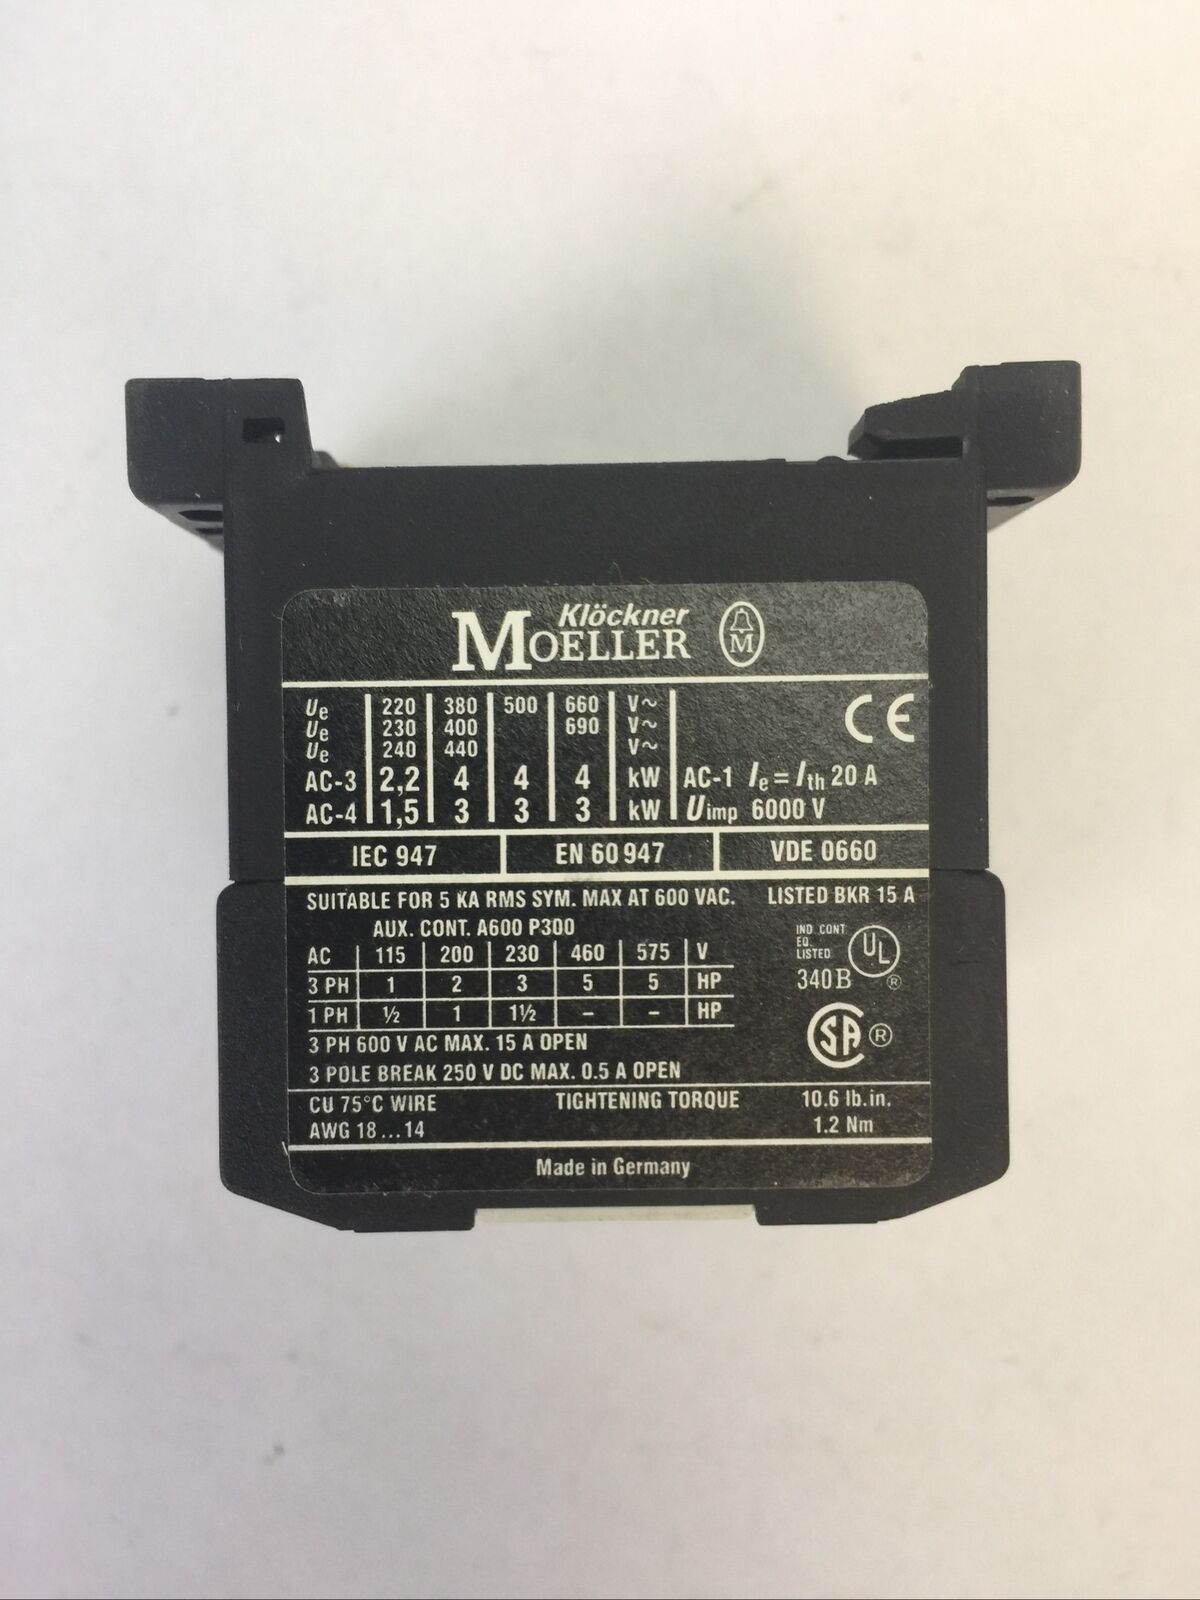 Klöckner
MOELLER M
Ue 220 380 500 660 V~ CE
Ue 230 400 690 V~
Ue 240 440 V~
AC-3 2,2 4 4 4 kW AC-1 Ie = Ith 20 A
AC-4 1,5 3 3 3 kW Uimp 6000 V
IEC 947 EN 60 947 VDE 0660
SUITABLE FOR 5 KA RMS SYM. MAX AT 600 VAC. LISTED BKR 15 A
AUX. CONT. A600 P300
AC 115 200 230 460 575 V
3 PH 1 2 3 5 5 HP
1 PH ½ 1 1½ – – HP
IND. CONT
EQ.
LISTED UL
340B ®
SA ®
3 PH 600 V AC MAX. 15 A OPEN
3 POLE BREAK 250 V DC MAX. 0.5 A OPEN
CU 75°C WIRE TIGHTENING TORQUE 10.6 lb.in.
AWG 18...14 1.2 Nm
Made in Germany